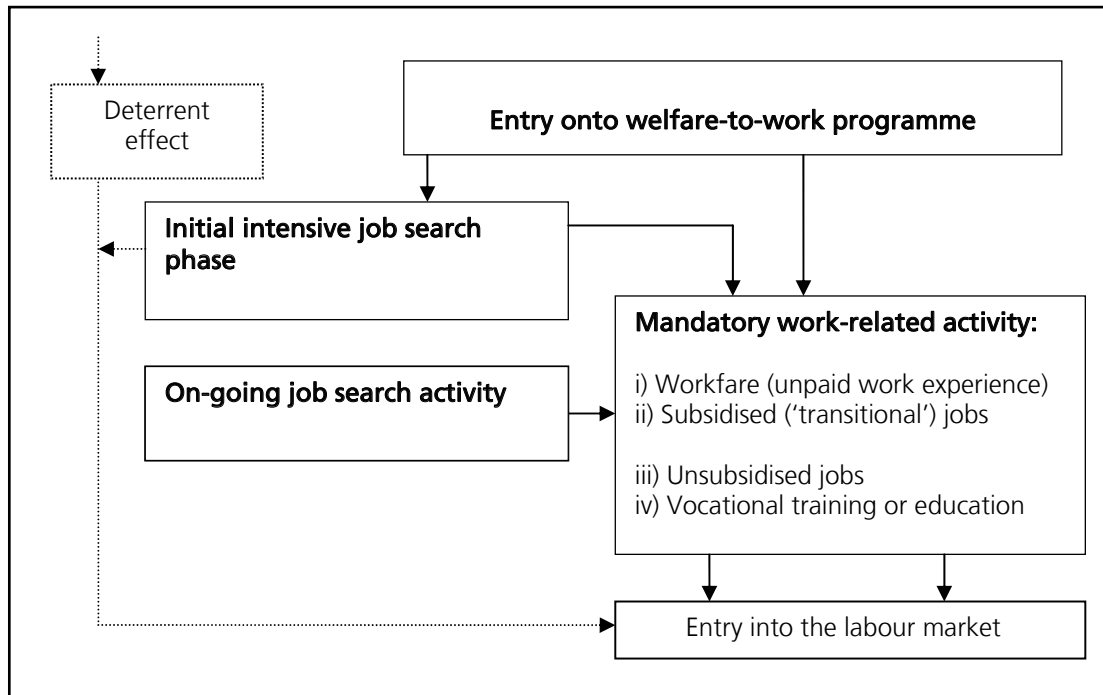 Deterrent
effect
Entry onto welfare-to-work programme
Initial intensive job search
phase
Mandatory work-related activity:
i) Workfare (unpaid work experience)
ii) Subsidised (‘transitional’) jobs
iii) Unsubsidised jobs
iv) Vocational training or education
On-going job search activity
Entry into the labour market